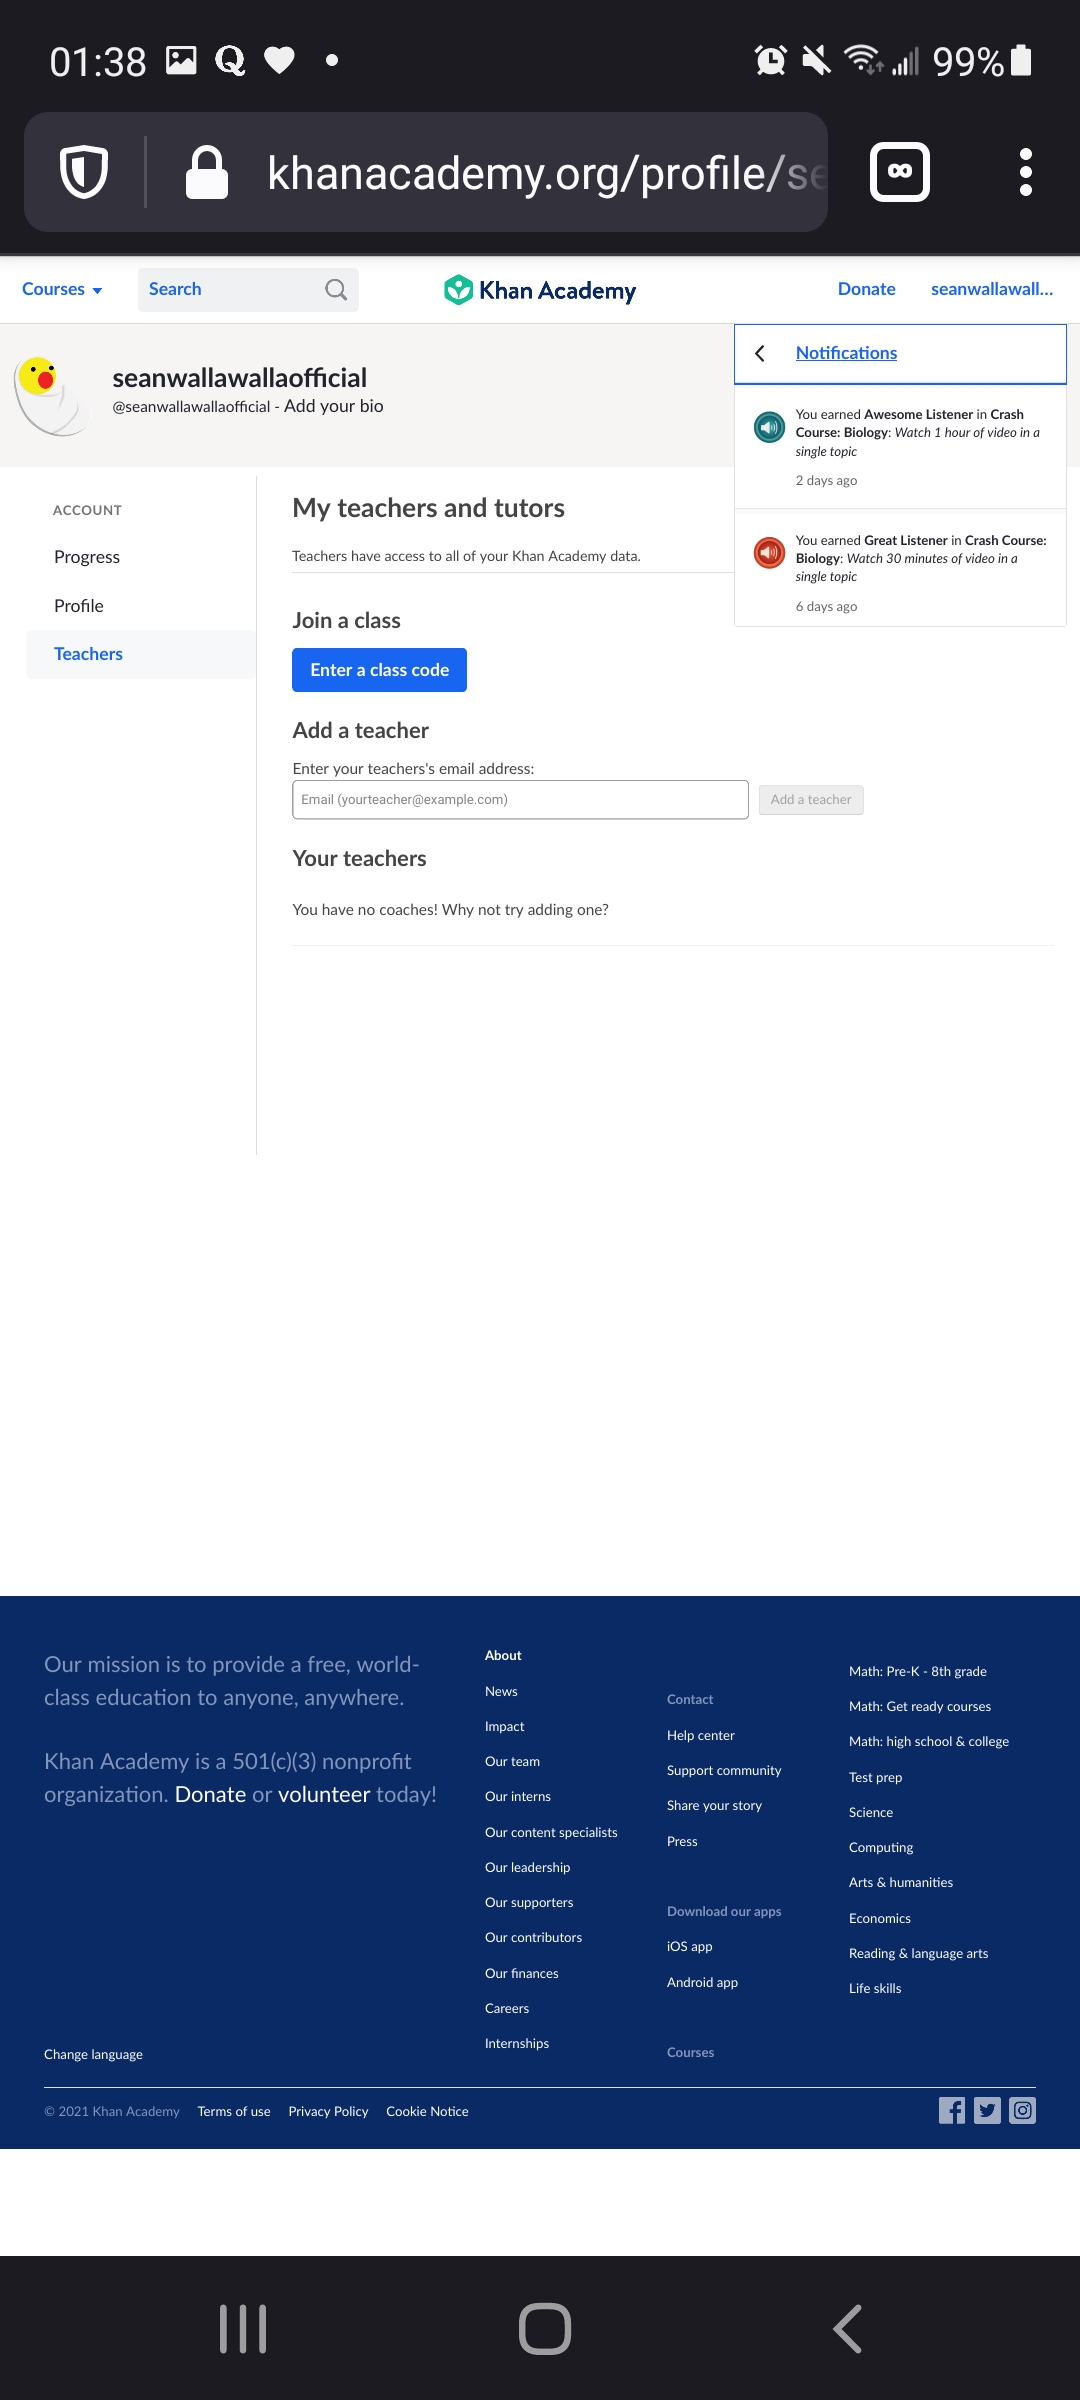 01:38
99%
khanacademy.org/profile/se
Courses
Search
Khan Academy
Donate
seanwallawall...
seanwallawallaofficial
@seanwallawallaofficial - Add your bio
Notifications
You earned Awesome Listener in Crash
Course: Biology: Watch 1 hour of video in a
single topic
2 days ago
You earned Great Listener in Crash Course:
Biology: Watch 30 minutes of video in a
single topic
6 days ago
ACCOUNT
Progress
Profile
Teachers
My teachers and tutors
Teachers have access to all of your Khan Academy data.
Join a class
Enter a class code
Add a teacher
Enter your teachers's email address:
Email (yourteacher@example.com)
Add a teacher
Your teachers
You have no coaches! Why not try adding one?
Our mission is to provide a free, world-
class education to anyone, anywhere.
Khan Academy is a 501(c)(3) nonprofit
organization. Donate or volunteer today!
About
News
Impact
Our team
Our interns
Our content specialists
Our leadership
Our supporters
Our contributors
Our finances
Careers
Internships
Contact
Help center
Support community
Share your story
Press
Download our apps
iOS app
Android app
Courses
Math: Pre-K - 8th grade
Math: Get ready courses
Math: high school & college
Test prep
Science
Computing
Arts & humanities
Economics
Reading & language arts
Life skills
Change language
© 2021 Khan Academy
Terms of use
Privacy Policy
Cookie Notice